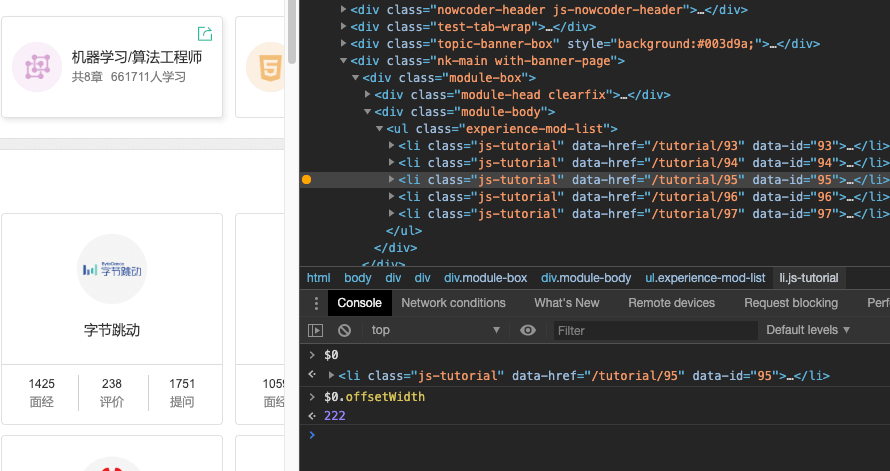 机器学习/算法工程师
共8章 661711人学习
ByteDance
字节跳动
字节跳动
1425 238 1751 1059
面经 评价 提问 面经
<div class="nowcoder-header js-nowcoder-header">…</div>
<div class="test-tab-wrap">…</div>
<div class="topic-banner-box" style="background:#003d9a;">…</div>
<div class="nk-main with-banner-page">
<div class="module-box">
<div class="module-head clearfix">…</div>
<div class="module-body">
<ul class="experience-mod-list">
<li class="js-tutorial" data-href="/tutorial/93" data-id="93">…</li>
<li class="js-tutorial" data-href="/tutorial/94" data-id="94">…</li>
<li class="js-tutorial" data-href="/tutorial/95" data-id="95">…</li>
<li class="js-tutorial" data-href="/tutorial/96" data-id="96">…</li>
<li class="js-tutorial" data-href="/tutorial/97" data-id="97">…</li>
</ul>
</div>
</div>
html body div div div.module-box div.module-body ul.experience-mod-list li.js-tutorial
Console Network conditions What's New Remote devices Request blocking Perf
top Filter Default levels
$0
<li class="js-tutorial" data-href="/tutorial/95" data-id="95">…</li>
$0.offsetWidth
222